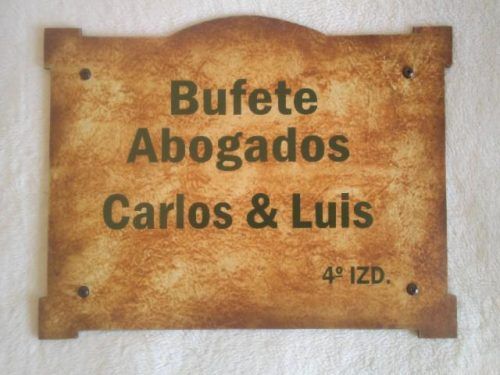 Bufete
Abogados
Carlos & Luis
4º IZD.